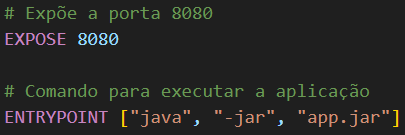 # Expõe a porta 8080
EXPOSE 8080
# Comando para executar a aplicação
ENTRYPOINT ["java", "-jar", "app.jar"]